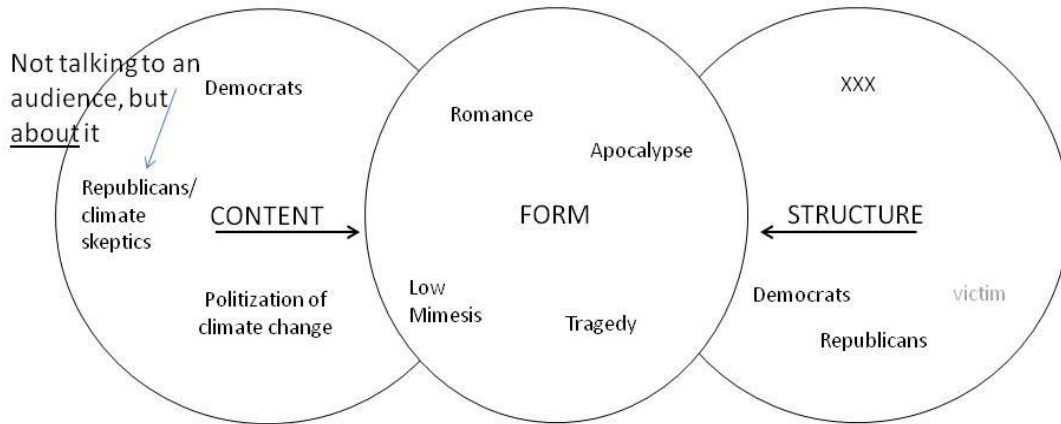 Not talking to an
audience, but
about it
Democrats
Republicans/
climate
skeptics
CONTENT
Politization of
climate change
Romance
Apocalypse
FORM
Low
Mimesis
Tragedy
XXX
STRUCTURE
Democrats
victim
Republicans